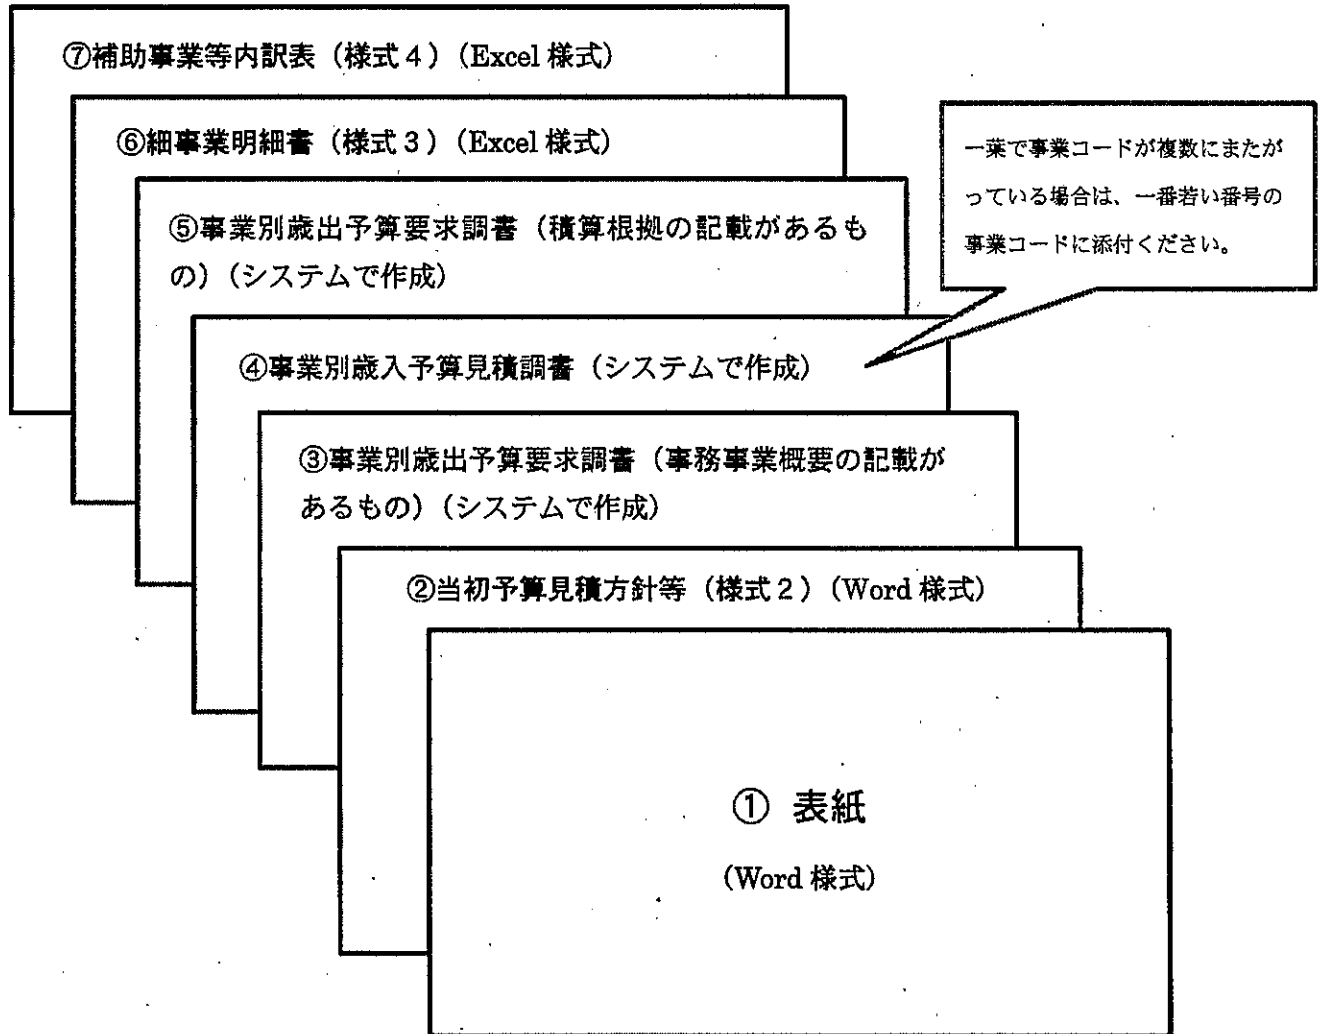 ⑦補助事業等内訳表（様式４）（Excel 様式）
⑥細事業明細書（様式３）（Excel 様式）
⑤事業別歳出予算要求調書（積算根拠の記載があるも
の）（システムで作成）
④事業別歳入予算見積調書（システムで作成）
一葉で事業コードが複数にまたが
っている場合は、一番若い番号の
事業コードに添付ください。
③事業別歳出予算要求調書（事務事業概要の記載が
あるもの）（システムで作成）
②当初予算見積方針等（様式２）（Word 様式）
① 表紙
（Word 様式）